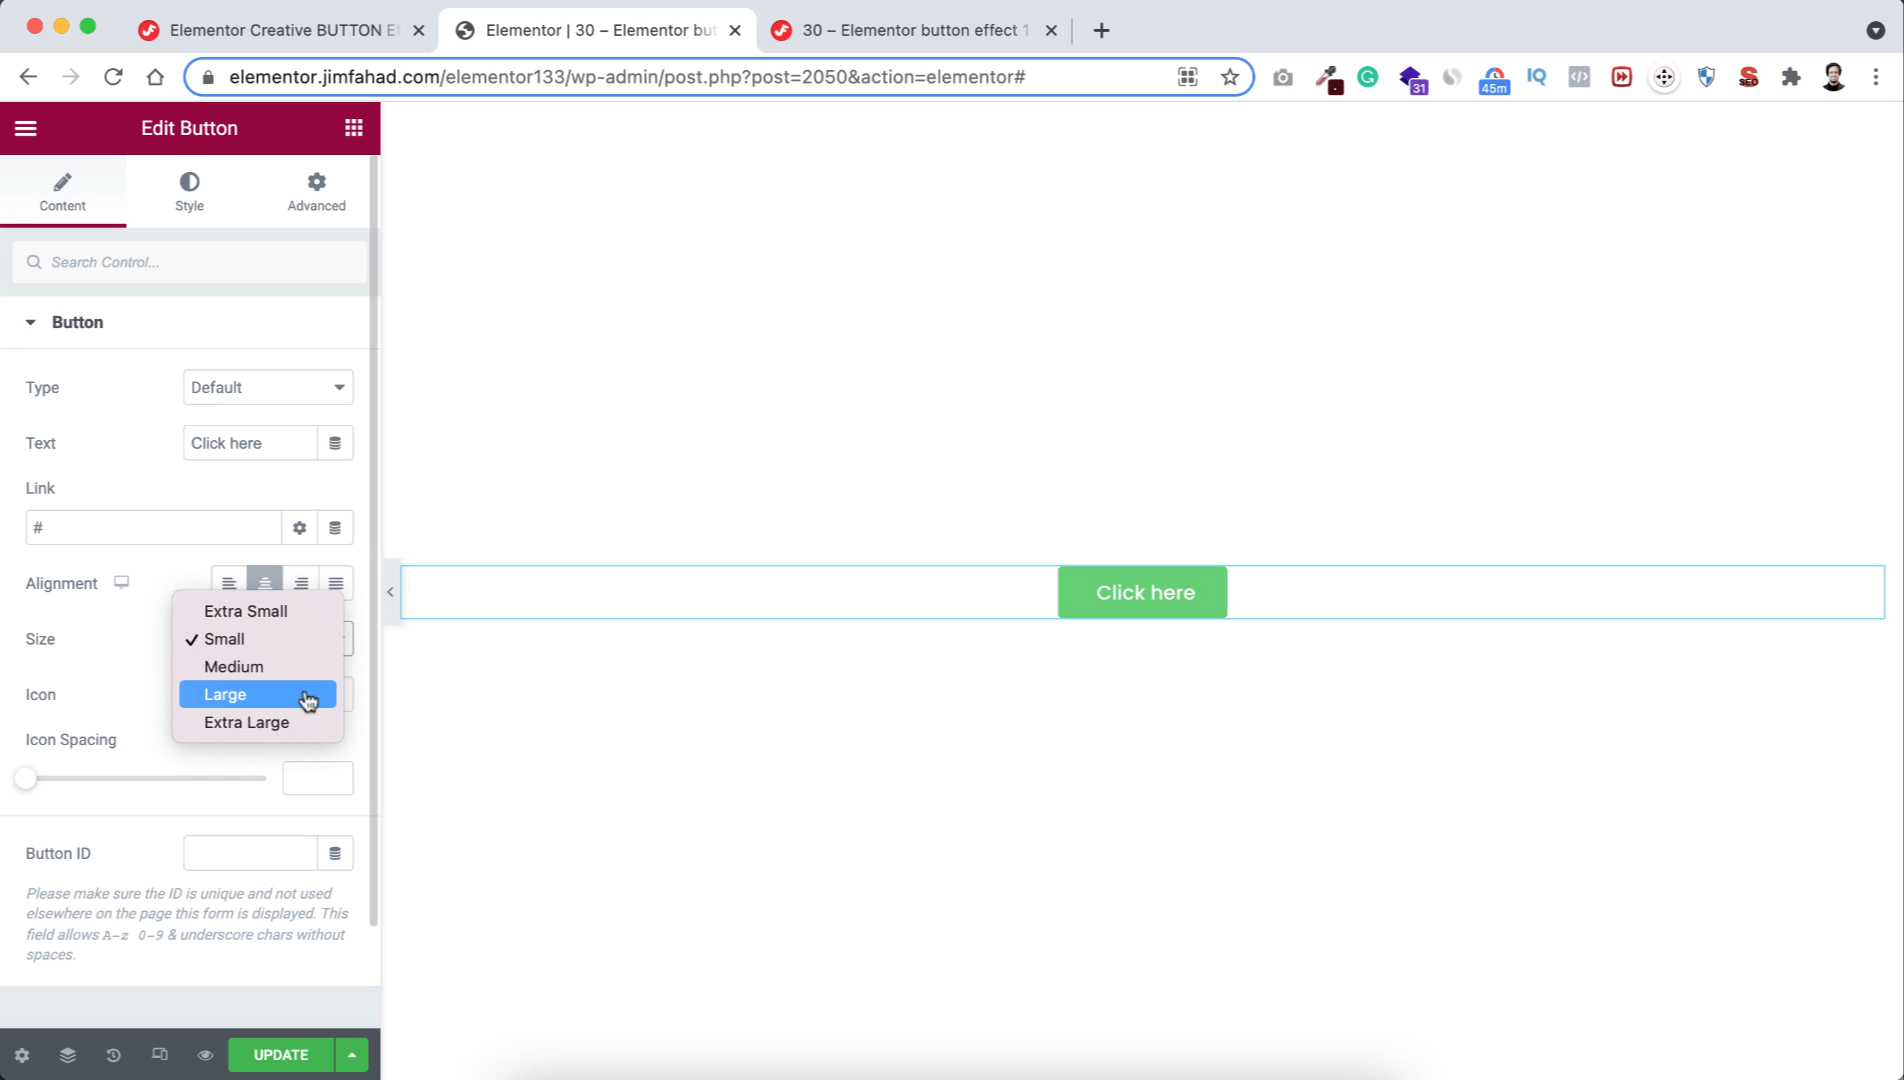 Elementor Creative BUTTON Ef
Elementor | 30 – Elementor but
30 – Elementor button effect 1
elementor.jimfahad.com/elementor133/wp-admin/post.php?post=2050&action=elementor#
31
45m
IQ
SEO
Edit Button
Content
Style
Advanced
Search Control...
Button
Type
Default
Text
Click here
Link
#
Alignment
Extra Small
Size
Small
Medium
Icon
Large
Extra Large
Icon Spacing
Button ID
Please make sure the ID is unique and not used
elsewhere on the page this form is displayed. This
field allows A-z 0-9 & underscore chars without
spaces.
UPDATE
Click here